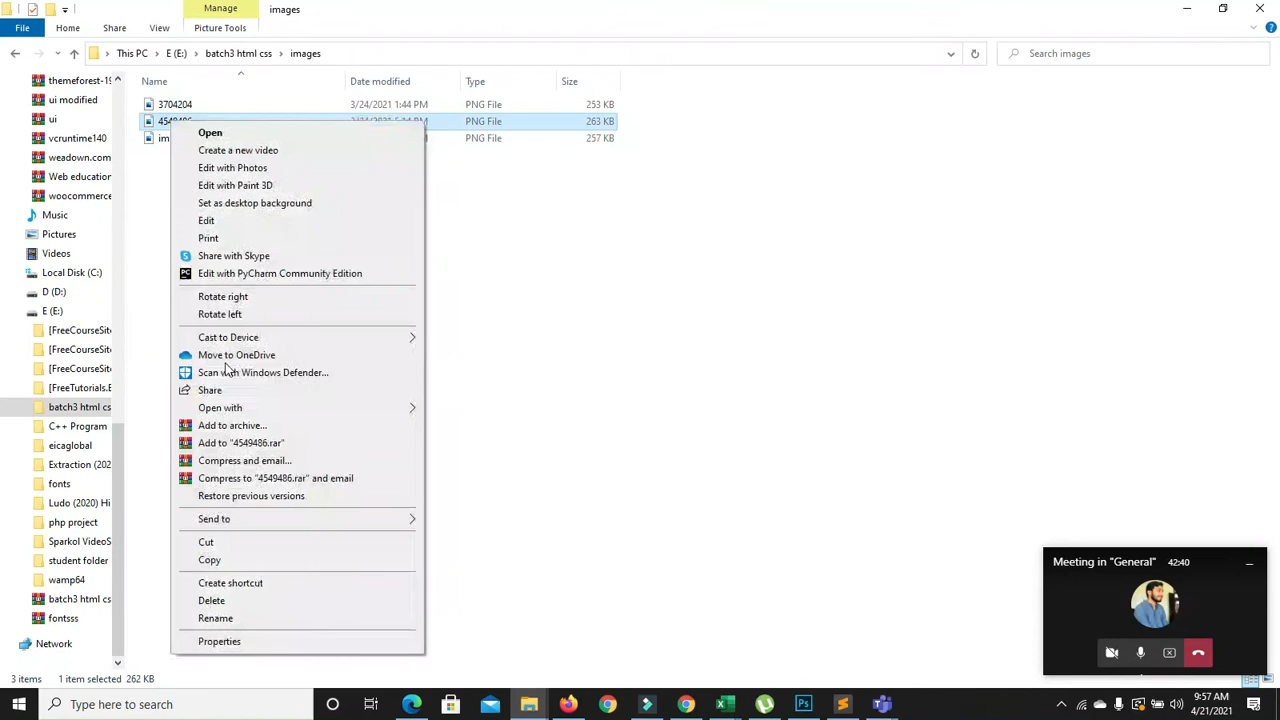 Manage
images
File
Home
Share
View
Picture Tools
This PC
E (E:)
batch3 html css
images
Search images
Name
Date modified
Type
Size
themeforest-19
ui modified
ui
vcruntime140
weadown.com
Web education
woocommerce
Music
Pictures
Videos
Local Disk (C:)
D (D:)
E (E:)
[FreeCourseSite
[FreeCourseSite
[FreeCourseSite
[FreeTutorials.E
batch3 html cs
C++ Program
eicaglobal
Extraction (202
fonts
Ludo (2020) Hi
php project
Sparkol VideoS
student folder
wamp64
batch3 html cs
fontsss
Network
3704204
3/24/2021 1:44 PM
PNG File
253 KB
4549486
PNG File
263 KB
im
PNG File
257 KB
Open
Create a new video
Edit with Photos
Edit with Paint 3D
Set as desktop background
Edit
Print
Share with Skype
Edit with PyCharm Community Edition
Rotate right
Rotate left
Cast to Device
Move to OneDrive
Scan with Windows Defender...
Share
Open with
Add to archive...
Add to "4549486.rar"
Compress and email...
Compress to "4549486.rar" and email
Restore previous versions
Send to
Cut
Copy
Create shortcut
Delete
Rename
Properties
Meeting in "General"
42:40
3 items
1 item selected 262 KB
Type here to search
9:57 AM
4/21/2021